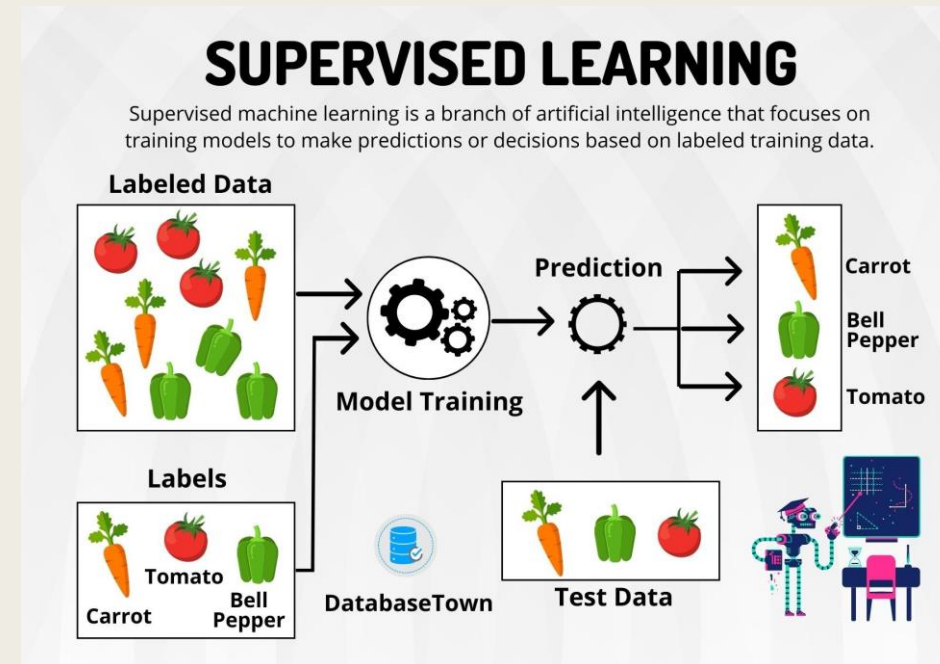 SUPERVISED LEARNING
Supervised machine learning is a branch of artificial intelligence that focuses on
training models to make predictions or decisions based on labeled training data.
Labeled Data
Prediction
Carrot
Bell
Pepper
Tomato
Model Training
Labels
Carrot
Tomato
Bell
Pepper
DatabaseTown
Test Data